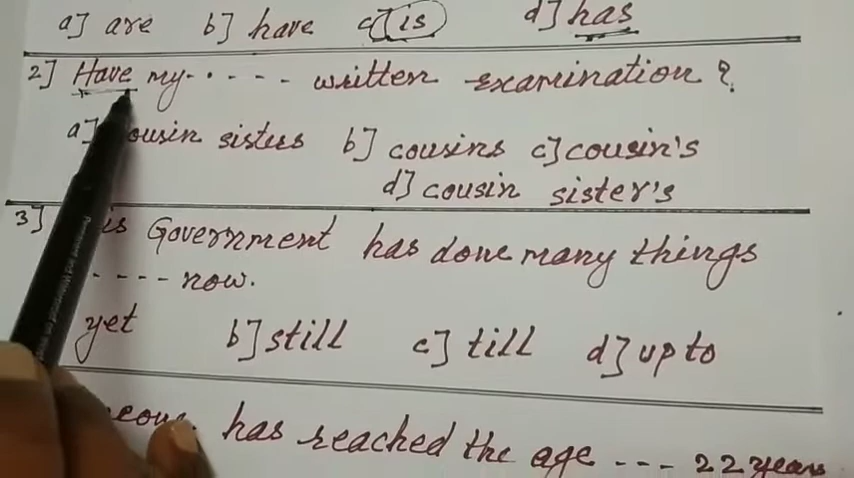 a] are b] have c] is d] has
2] Have my - · - - - written examination ?
a] cousin sisters b] cousins c] cousin's
d] cousin sister's
3] is Government has done many things
- - - - now.
yet b] still c] till d] up to
has reached the age - - - 22 years